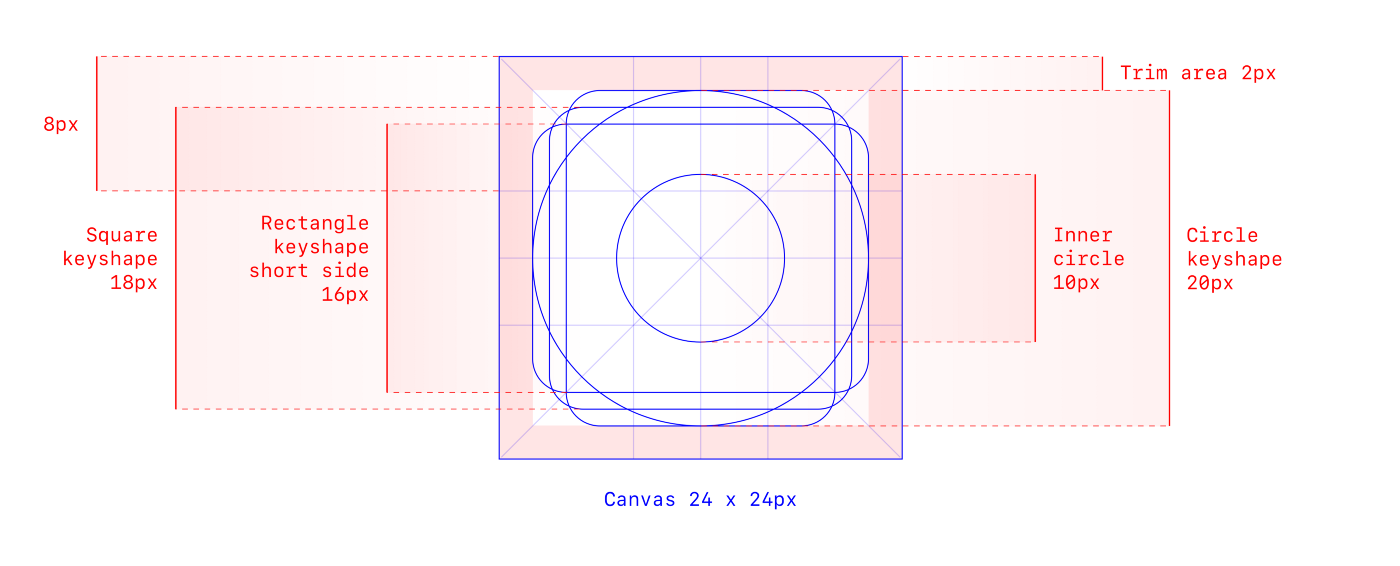 Trim area 2px
8px
Square
keyshape
18px
Rectangle
keyshape
short side
16px
Inner
circle
10px
Circle
keyshape
20px
Canvas 24 x 24px